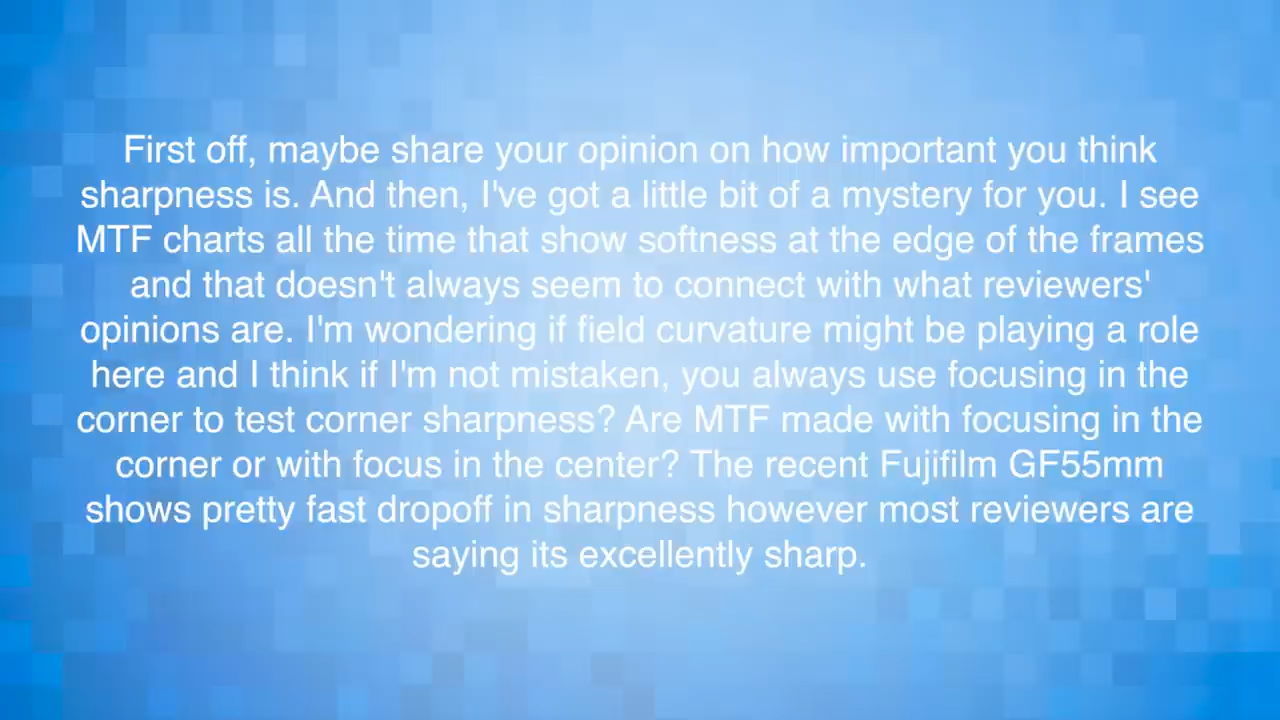 First off, maybe share your opinion on how important you think
sharpness is. And then, I've got a little bit of a mystery for you. I see
MTF charts all the time that show softness at the edge of the frames
and that doesn't always seem to connect with what reviewers'
opinions are. I'm wondering if field curvature might be playing a role
here and I think if I'm not mistaken, you always use focusing in the
corner to test corner sharpness? Are MTF made with focusing in the
corner or with focus in the center? The recent Fujifilm GF55mm
shows pretty fast dropoff in sharpness however most reviewers are
saying its excellently sharp.